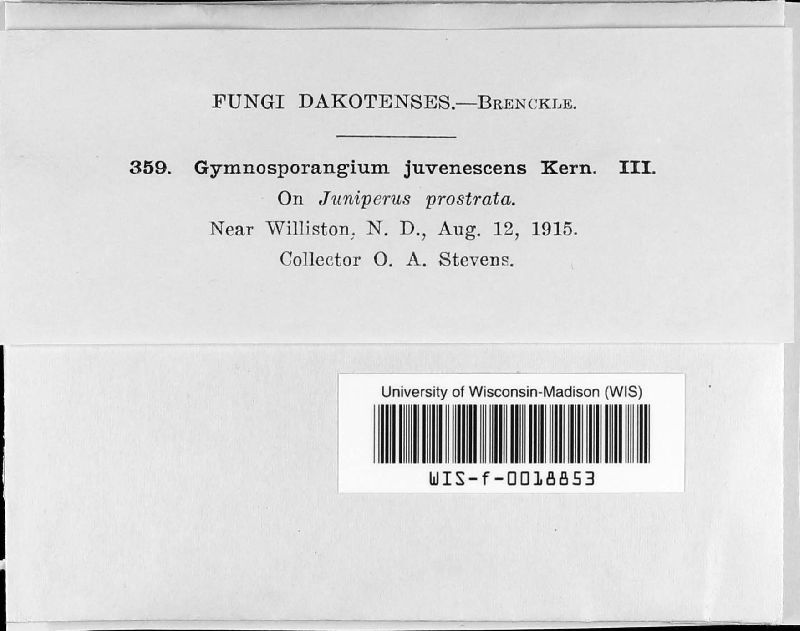 FUNGI DAKOTENSES.—BRENCKLE.
359. Gymnosporangium juvenescens Kern. III.
On Juniperus prostrata.
Near Williston, N. D., Aug. 12, 1915.
Collector O. A. Stevens.
University of Wisconsin-Madison (WIS)
WIS-f-0018853